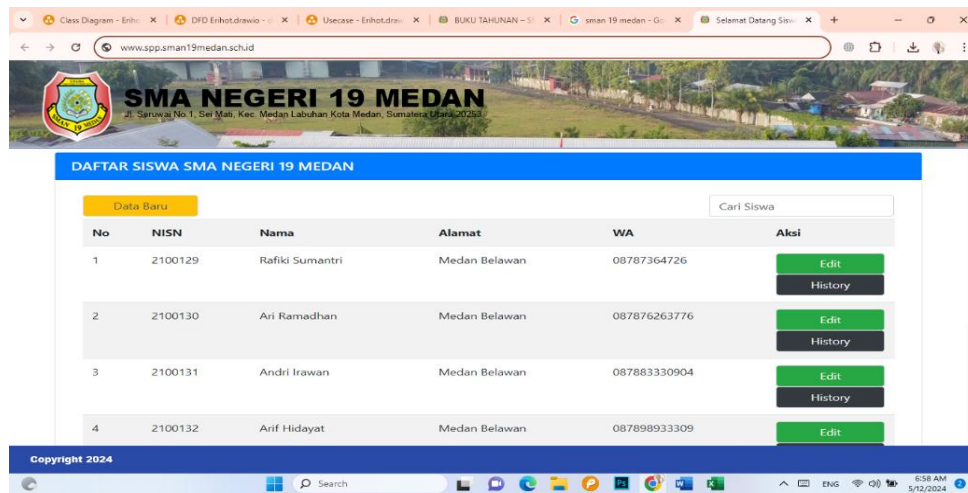 Class Diagram - Enho
DFD Erihot.drawio - d
Usecase - Enhot.draw
BUKU TAHUNAN – S
sman 19 medan - Go
Selamat Datang Sisw
www.spp.sman19medan.sch.id
SMA NEGERI 19 MEDAN
Jl. Seruwai No.1, Sei Mati, Kec. Medan Labuhan Kota Medan, Sumatera Utara 20253
DAFTAR SISWA SMA NEGERI 19 MEDAN
Data Baru
Cari Siswa
No NISN Nama Alamat WA Aksi
1 2100129 Rafiki Sumantri Medan Belawan 08787364726 Edit
History
2 2100130 Ari Ramadhan Medan Belawan 087876263776 Edit
History
3 2100131 Andri Irawan Medan Belawan 087883330904 Edit
History
4 2100132 Arif Hidayat Medan Belawan 087898933309 Edit
Copyright 2024
Search
ENG
6:58 AM
5/12/2024
2